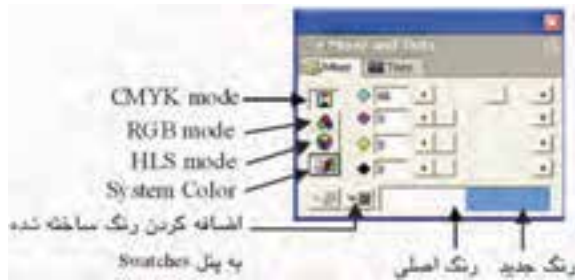 Mixer and Tints
Mixer Tints
CMYK mode
RGB mode
HLS mode
System Color
اضافه کردن رنگ ساخته شده
به پنل Swatches
رنگ اصلی
رنگ جدید